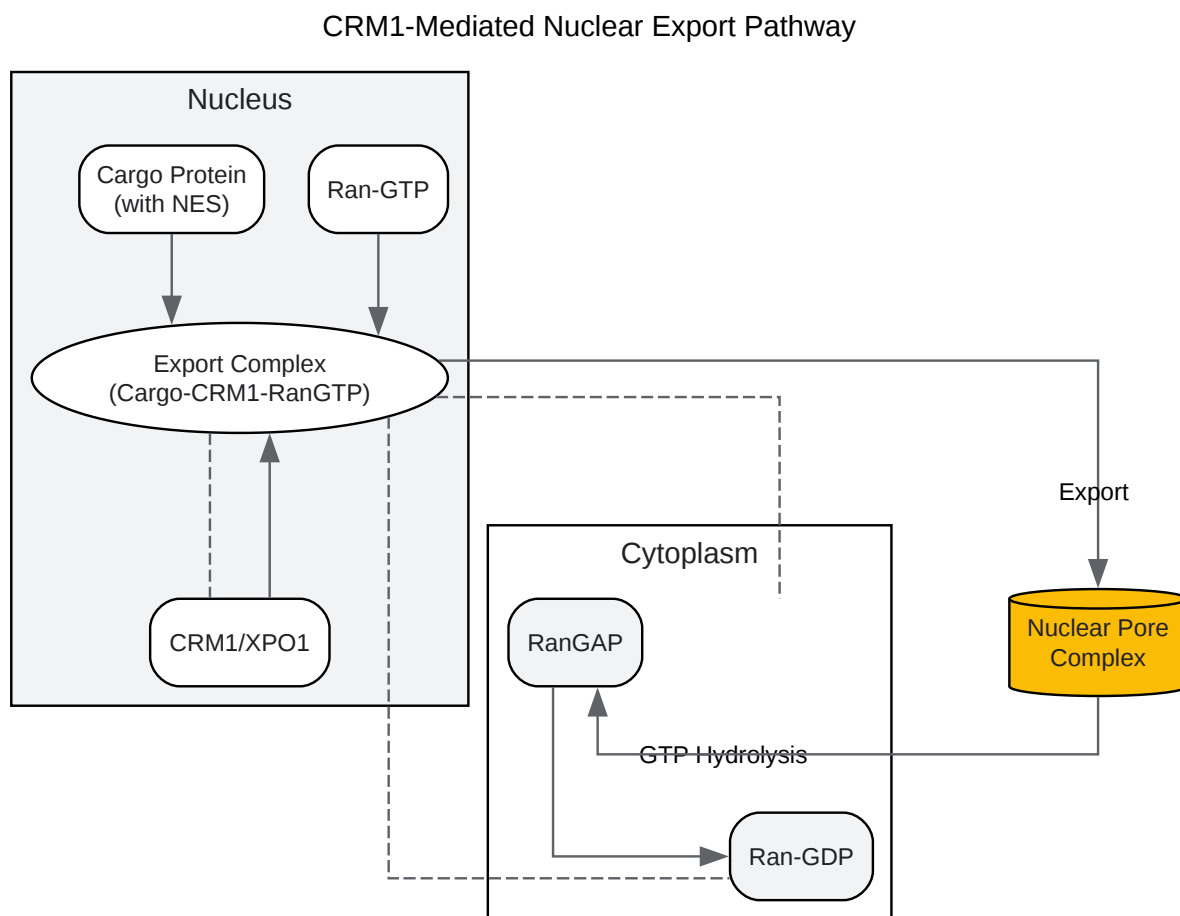 CRM1-Mediated Nuclear Export Pathway
Nucleus
Cargo Protein
(with NES)
Ran-GTP
Export Complex
(Cargo-CRM1-RanGTP)
Export
Cytoplasm
CRM1/XPO1
RanGAP
Nuclear Pore
Complex
GTP Hydrolysis
Ran-GDP